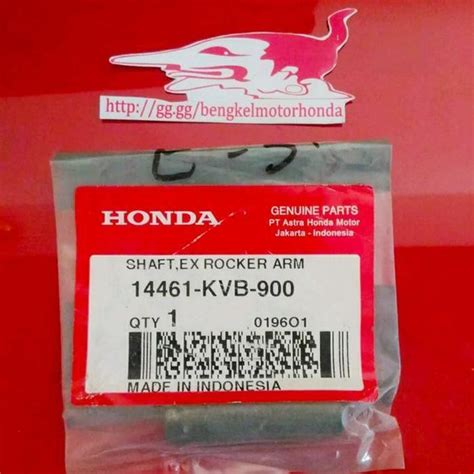 http://gg.gg/bengkelmotorhonda
HONDA
GENUINE PARTS
PT Astra Honda Motor
Jakarta - Indonesia
SHAFT,EX ROCKER ARM
14461-KVB-900
QTY 1
0196O1
MADE IN INDONESIA